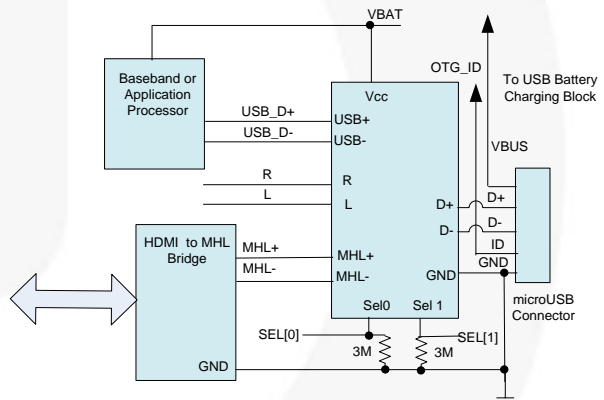 VBAT
OTG_ID
To USB Battery
Charging Block
Baseband or
Application
Processor
Vcc
USB_D+
USB+
USB_D-
USB-
VBUS
R
R
L
L
D+
D+
D-
D-
HDMI to MHL
Bridge
MHL+
MHL+
MHL-
MHL-
ID
GND
GND
microUSB
Connector
Sel0
Sel 1
SEL[0]
SEL[1]
3M
3M
GND